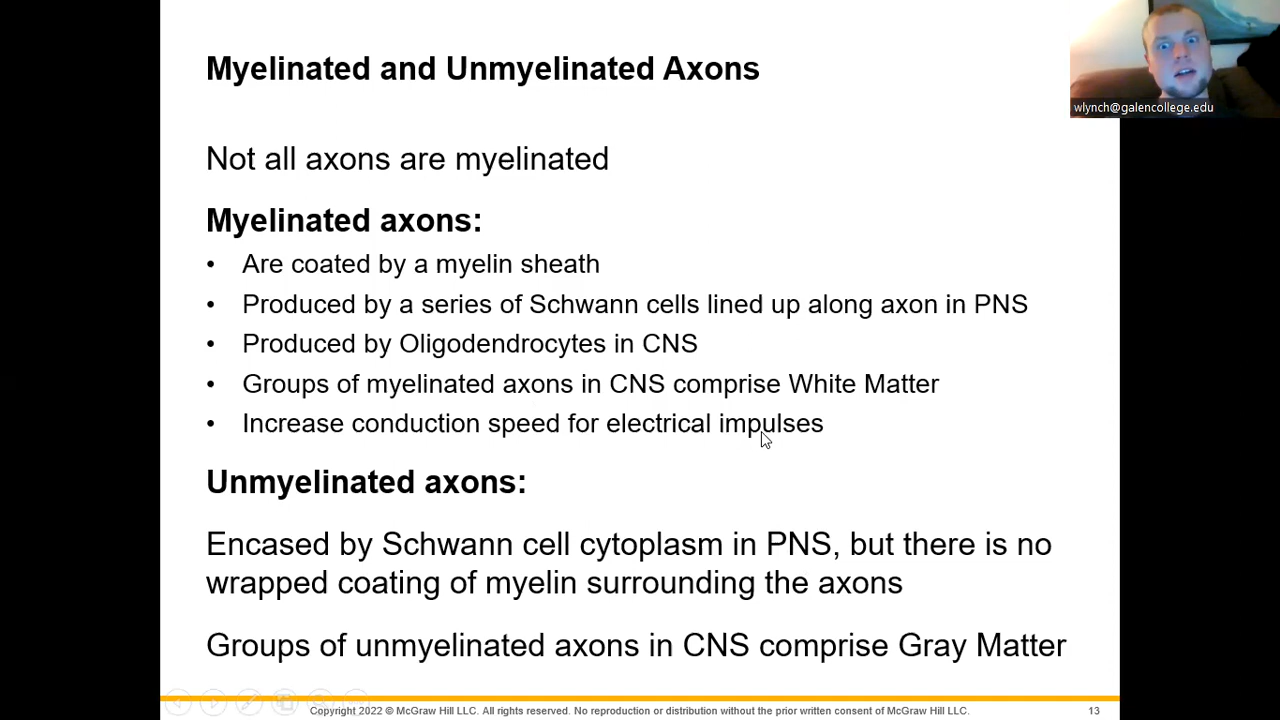 Myelinated and Unmyelinated Axons
wlynch@galencollege.edu
Not all axons are myelinated
Myelinated axons:
• Are coated by a myelin sheath
• Produced by a series of Schwann cells lined up along axon in PNS
• Produced by Oligodendrocytes in CNS
• Groups of myelinated axons in CNS comprise White Matter
• Increase conduction speed for electrical impulses
Unmyelinated axons:
Encased by Schwann cell cytoplasm in PNS, but there is no
wrapped coating of myelin surrounding the axons
Groups of unmyelinated axons in CNS comprise Gray Matter
Copyright 2022 © McGraw Hill LLC. All rights reserved. No reproduction or distribution without the prior written consent of McGraw Hill LLC.
13